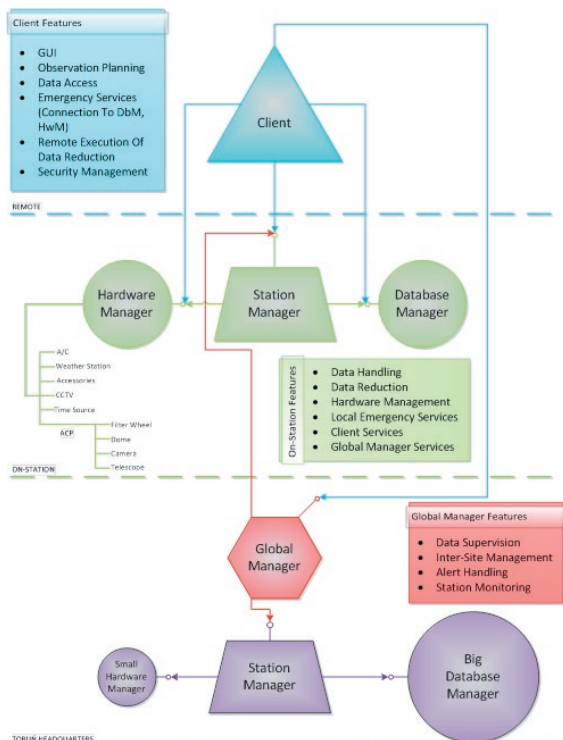 Client Features
GUI
Observation Planning
Data Access
Emergency Services
(Connection To DbM,
HwM)
Remote Execution Of
Data Reduction
Security Management
Client
REMOTE
Hardware
Manager
Station
Manager
Database
Manager
A/C
Weather Station
Accessories
CCTV
Time Source
ACP
Filter Wheel
Dome
Camera
Telescope
On-Station Features
Data Handling
Data Reduction
Hardware Management
Local Emergency Services
Client Services
Global Manager Services
ON-STATION
Global
Manager
Global Manager Features
Data Supervision
Inter-Site Management
Alert Handling
Station Monitoring
Small
Hardware
Manager
Station
Manager
Big
Database
Manager
TORUŃ HEADQUARTERS